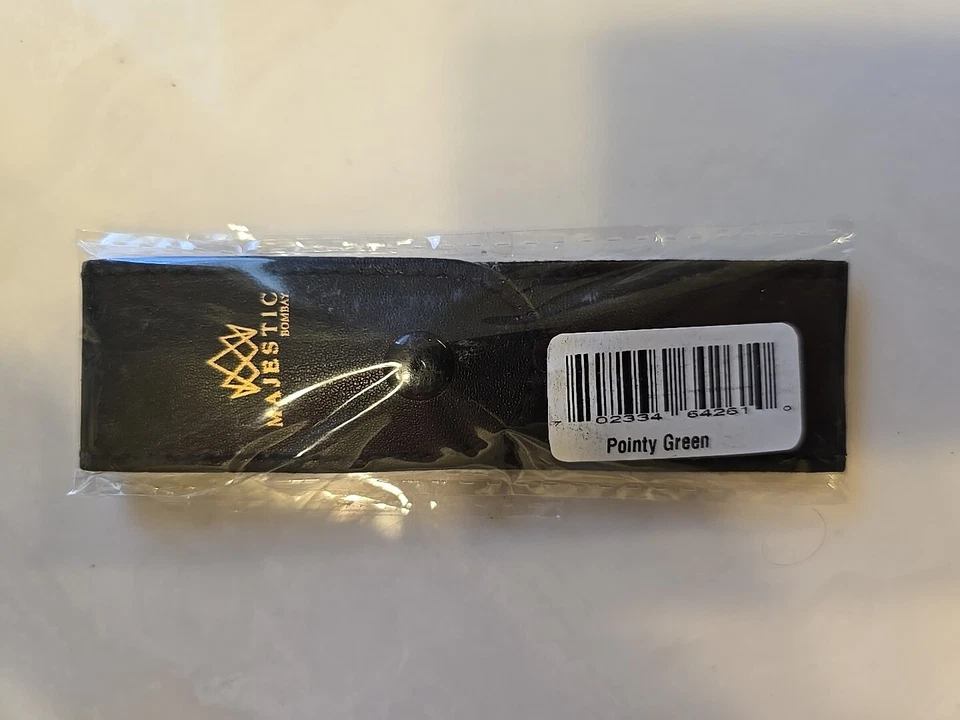 MAJESTIC
BOMBAY
7 02334 64261 0
Pointy Green